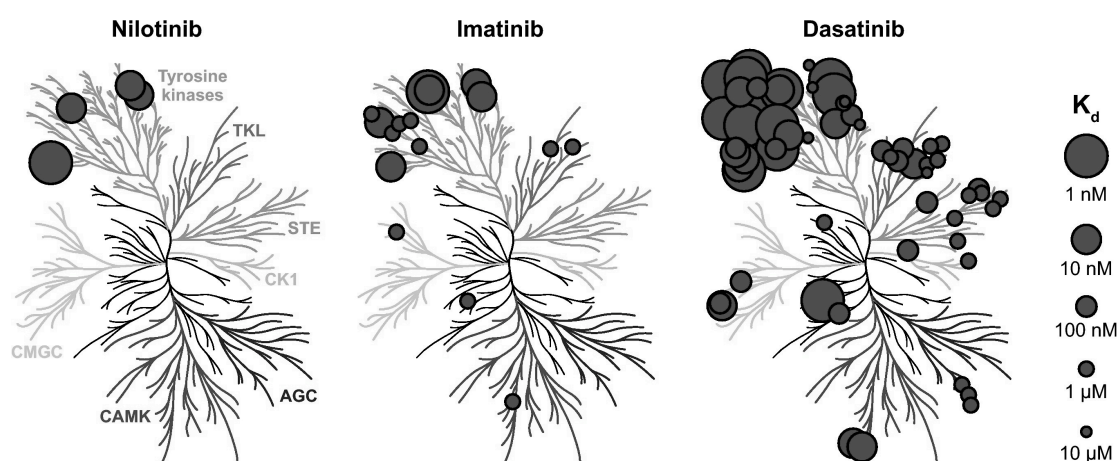 Nilotinib
Imatinib
Dasatinib
Tyrosine
kinases
TKL
STE
CK1
CMGC
CAMK
AGC
Kd
1 nM
10 nM
100 nM
1 µM
10 µM